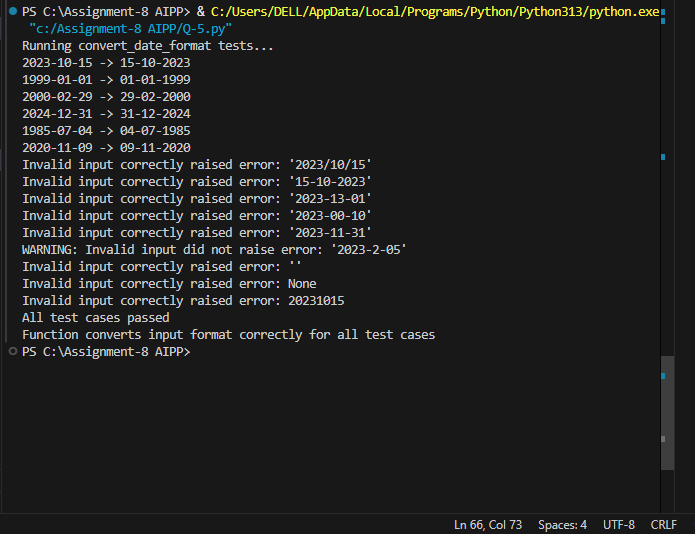 PS C:\Assignment-8 AIPP> & C:/Users/DELL/AppData/Local/Programs/Python/Python313/python.exe
"c:/Assignment-8 AIPP/Q-5.py"
Running convert_date_format tests...
2023-10-15 -> 15-10-2023
1999-01-01 -> 01-01-1999
2000-02-29 -> 29-02-2000
2024-12-31 -> 31-12-2024
1985-07-04 -> 04-07-1985
2020-11-09 -> 09-11-2020
Invalid input correctly raised error: '2023/10/15'
Invalid input correctly raised error: '15-10-2023'
Invalid input correctly raised error: '2023-13-01'
Invalid input correctly raised error: '2023-00-10'
Invalid input correctly raised error: '2023-11-31'
WARNING: Invalid input did not raise error: '2023-2-05'
Invalid input correctly raised error: ''
Invalid input correctly raised error: None
Invalid input correctly raised error: 20231015
All test cases passed
Function converts input format correctly for all test cases
PS C:\Assignment-8 AIPP>
Ln 66, Col 73 Spaces: 4 UTF-8 CRLF